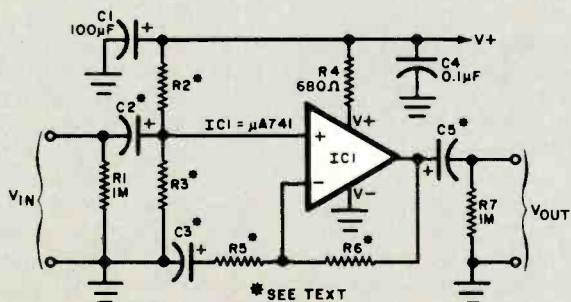 C1
100µF
+
V+
R2*
R4
680Ω
C4
0.1µF
C2*
+
IC1 = µA741
V+
+
IC1
-
V-
C5*
+
VIN
R1
1M
R3*
R7
1M
VOUT
C3*
+
R5*
R6*
*SEE TEXT